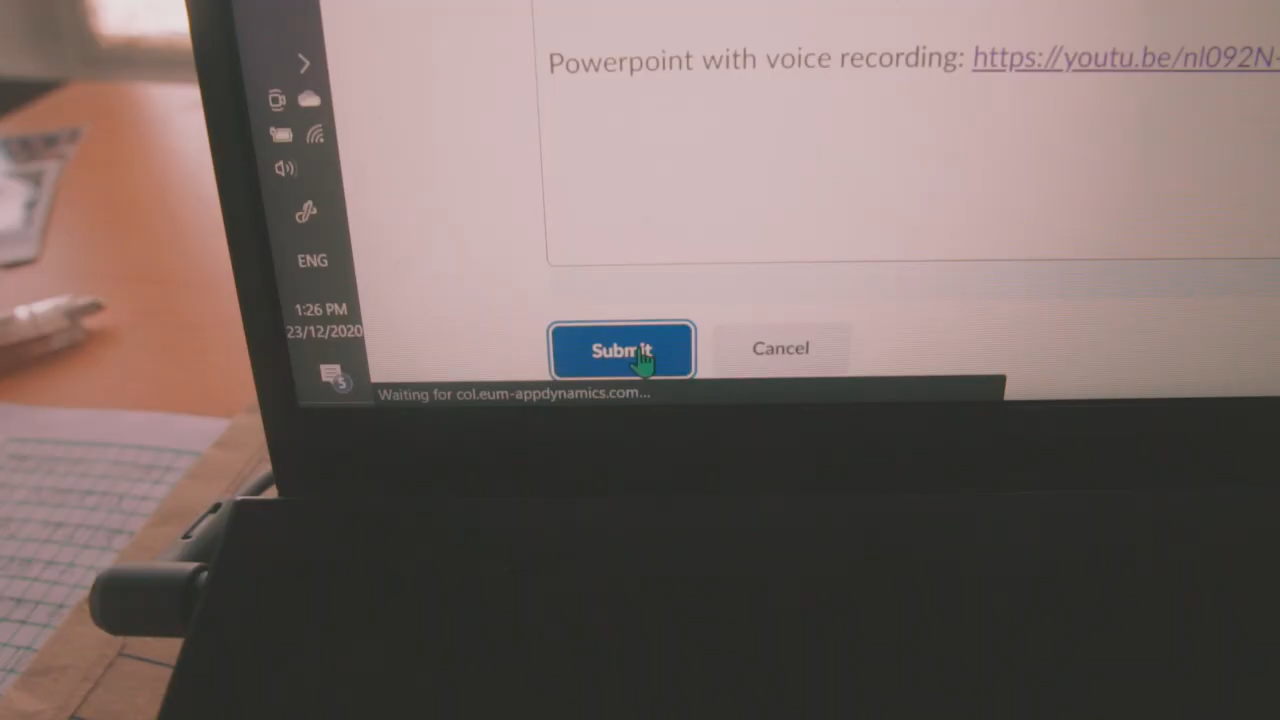 Powerpoint with voice recording: https://youtu.be/nl092N-
ENG
1:26 PM
23/12/2020
5
Submit
Cancel
Waiting for col.eum-appdynamics.com...